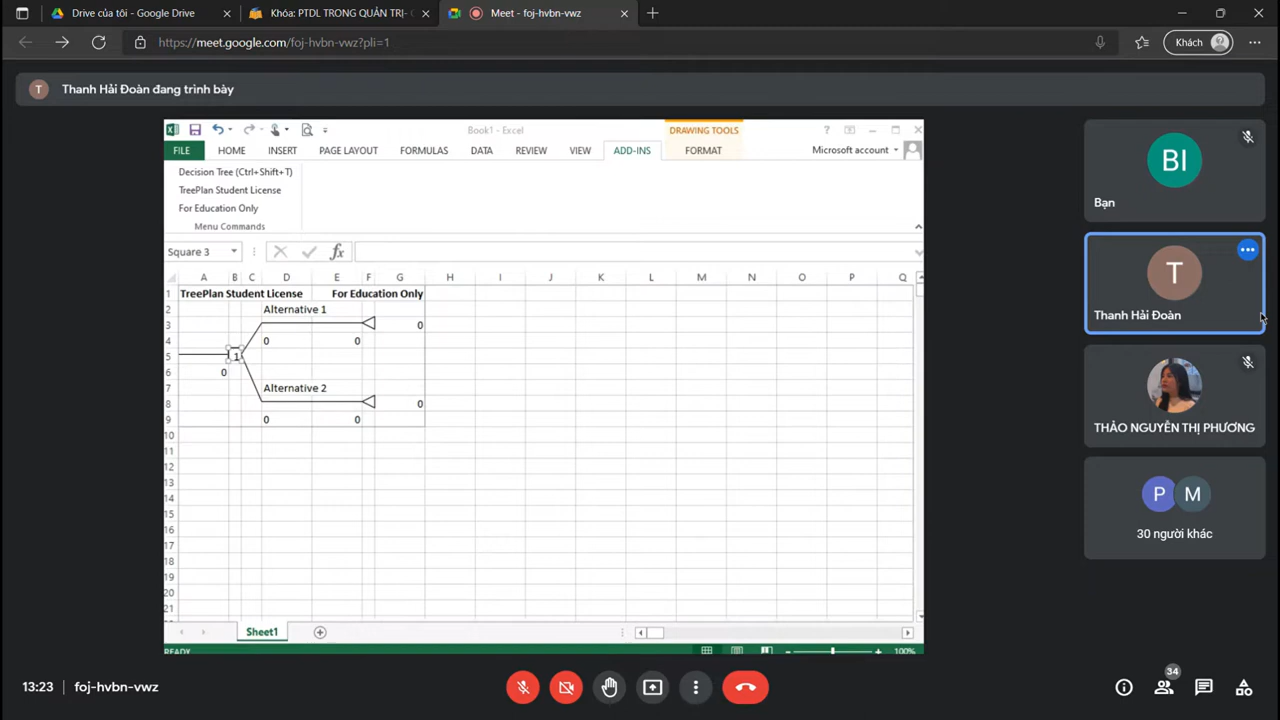 Drive của tôi - Google Drive
Khóa: PTDL TRONG QUẢN TRỊ-
Meet - foj-hvbn-vwz
https://meet.google.com/foj-hvbn-vwz?pli=1
Khách
T
Thanh Hải Đoàn đang trình bày
Book1 - Excel
DRAWING TOOLS
FILE
HOME
INSERT
PAGE LAYOUT
FORMULAS
DATA
REVIEW
VIEW
ADD-INS
FORMAT
Microsoft account
Decision Tree (Ctrl+Shift+T)
TreePlan Student License
For Education Only
Menu Commands
Square 3
fx
A B C D E F G H I J K L M N O P Q
1 TreePlan Student License For Education Only
2 Alternative 1
3 0
4 0 0
5 1
6 0
7 Alternative 2
8 0
9 0 0
10
11
12
13
14
15
16
17
18
19
20
21
Sheet1
READY
100%
BI
Bạn
T
Thanh Hải Đoàn
THẢO NGUYỄN THỊ PHƯƠNG
P M
30 người khác
13:23 | foj-hvbn-vwz
34